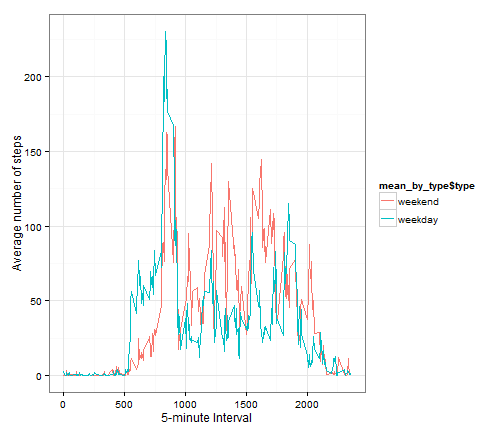 200
150
100
50
0
Average number of steps
0
500
1000
1500
2000
5-minute Interval
mean_by_type$type
weekend
weekday